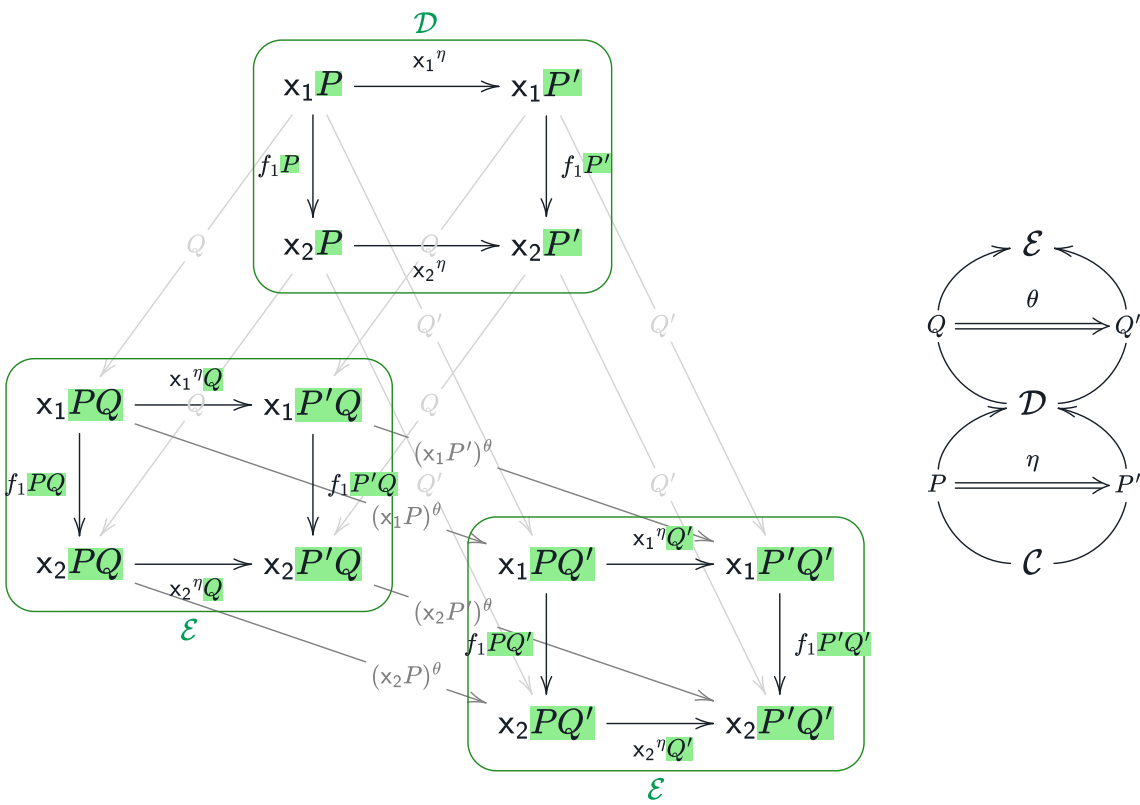 𝒟
x₁P x₁^η x₁P′
f₁P f₁P′
Q Q Q′ Q′
x₂P x₂^η x₂P′
x₁PQ x₁^ηQ x₁P′Q
Q Q
f₁PQ f₁P′Q
(x₁P′)^θ
Q′ Q′
(x₁P)^θ
x₂PQ x₂^ηQ x₂P′Q
ℰ
x₁PQ′ x₁^ηQ′ x₁P′Q′
(x₂P′)^θ
f₁PQ′ f₁P′Q′
(x₂P)^θ
x₂PQ′ x₂^ηQ′ x₂P′Q′
ℰ
ℰ
θ
Q Q′
𝒟
η
P P′
𝒞